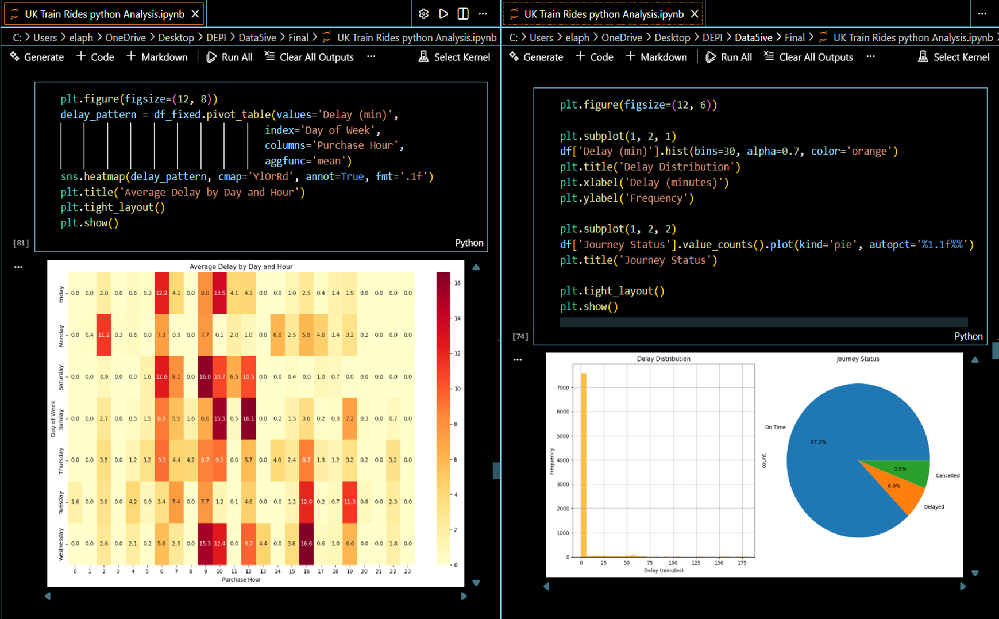 UK Train Rides python Analysis.ipynb
C: > Users > elaph > OneDrive > Desktop > DEPI > Data5ive > Final > UK Train Rides python Analysis.ipynb
Generate + Code + Markdown Run All Clear All Outputs ... Select Kernel
plt.figure(figsize=(12, 8))
delay_pattern = df_fixed.pivot_table(values='Delay (min)',
index='Day of Week',
columns='Purchase Hour',
aggfunc='mean')
sns.heatmap(delay_pattern, cmap='YlOrRd', annot=True, fmt='.1f')
plt.title('Average Delay by Day and Hour')
plt.tight_layout()
plt.show()
[81]
Python
...
Average Delay by Day and Hour
Day of Week
Friday 0.0 0.0 2.0 0.0 0.6 0.3 12.2 4.1 0.0 8.0 13.5 4.1 4.3 0.0 0.0 1.0 2.5 0.4 1.4 1.9 0.0 0.0 0.0 0.0
Monday 0.0 0.4 11.2 0.3 0.6 0.0 7.3 0.0 0.0 7.7 0.1 2.0 1.0 0.0 6.0 2.5 5.9 4.6 1.4 3.2 0.2 0.0 0.0 0.0
Saturday 0.0 0.0 0.9 0.0 0.0 1.6 12.6 8.1 0.0 16.0 10.7 6.5 10.5 0.0 0.0 0.4 0.0 1.0 0.7 0.0 0.0 0.0 0.0 0.0
Sunday 0.0 0.0 2.7 0.0 0.5 1.5 8.9 5.5 1.6 6.6 15.5 0.5 16.1 0.0 0.2 1.5 3.6 0.2 0.3 7.2 0.3 0.0 0.7 0.0
Thursday 0.0 0.0 3.5 0.0 1.2 3.2 9.3 4.4 4.2 8.7 9.2 0.0 5.7 0.0 4.0 2.4 8.7 1.9 1.2 3.2 0.2 0.0 3.2 0.0
Tuesday 1.6 0.0 3.0 0.0 4.2 0.9 3.4 7.4 0.0 7.7 1.2 0.1 4.6 0.0 0.0 1.2 12.0 0.2 0.7 11.3 0.8 0.0 2.3 0.0
Wednesday 0.0 0.0 2.6 0.0 2.1 0.2 5.6 2.5 0.0 15.3 12.4 0.0 9.7 4.4 0.0 3.8 16.6 0.6 1.0 6.0 0.0 0.0 1.8 0.0
0 1 2 3 4 5 6 7 8 9 10 11 12 13 14 15 16 17 18 19 20 21 22 23
Purchase Hour
16
14
12
10
8
6
4
2
0
UK Train Rides python Analysis.ipynb
...
C: > Users > elaph > OneDrive > Desktop > DEPI > Data5ive > Final > UK Train Rides python Analysis.ipynb >
Generate + Code + Markdown Run All Clear All Outputs ... Select Kernel
plt.figure(figsize=(12, 6))
plt.subplot(1, 2, 1)
df['Delay (min)'].hist(bins=30, alpha=0.7, color='orange')
plt.title('Delay Distribution')
plt.xlabel('Delay (minutes)')
plt.ylabel('Frequency')
plt.subplot(1, 2, 2)
df['Journey Status'].value_counts().plot(kind='pie', autopct='%1.1f%%')
plt.title('Journey Status')
plt.tight_layout()
plt.show()
[74]
Python
...
Delay Distribution
Frequency
7000
6000
5000
4000
3000
2000
1000
0
0 25 50 75 100 125 150 175
Delay (minutes)
Journey Status
count
On Time
87.3%
5.9%
Cancelled
6.9%
Delayed